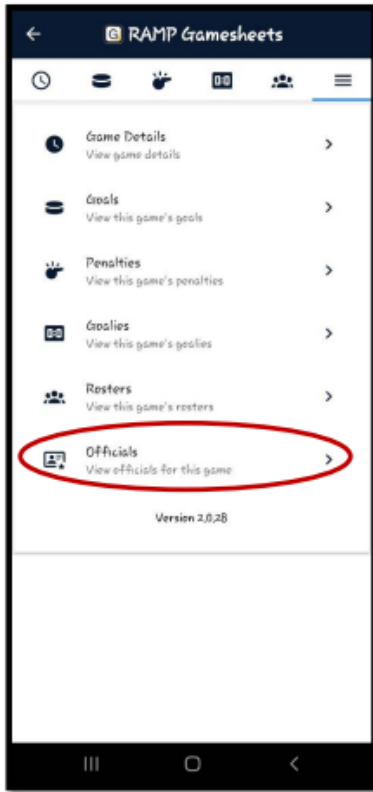 RAMP Gamesheets
Game Details
View game details
Goals
View this game's goals
Penalties
View this game's penalties
Goalies
View this game's goalies
Rosters
View this game's rosters
Officials
View officials for this game
Version 2.0.28